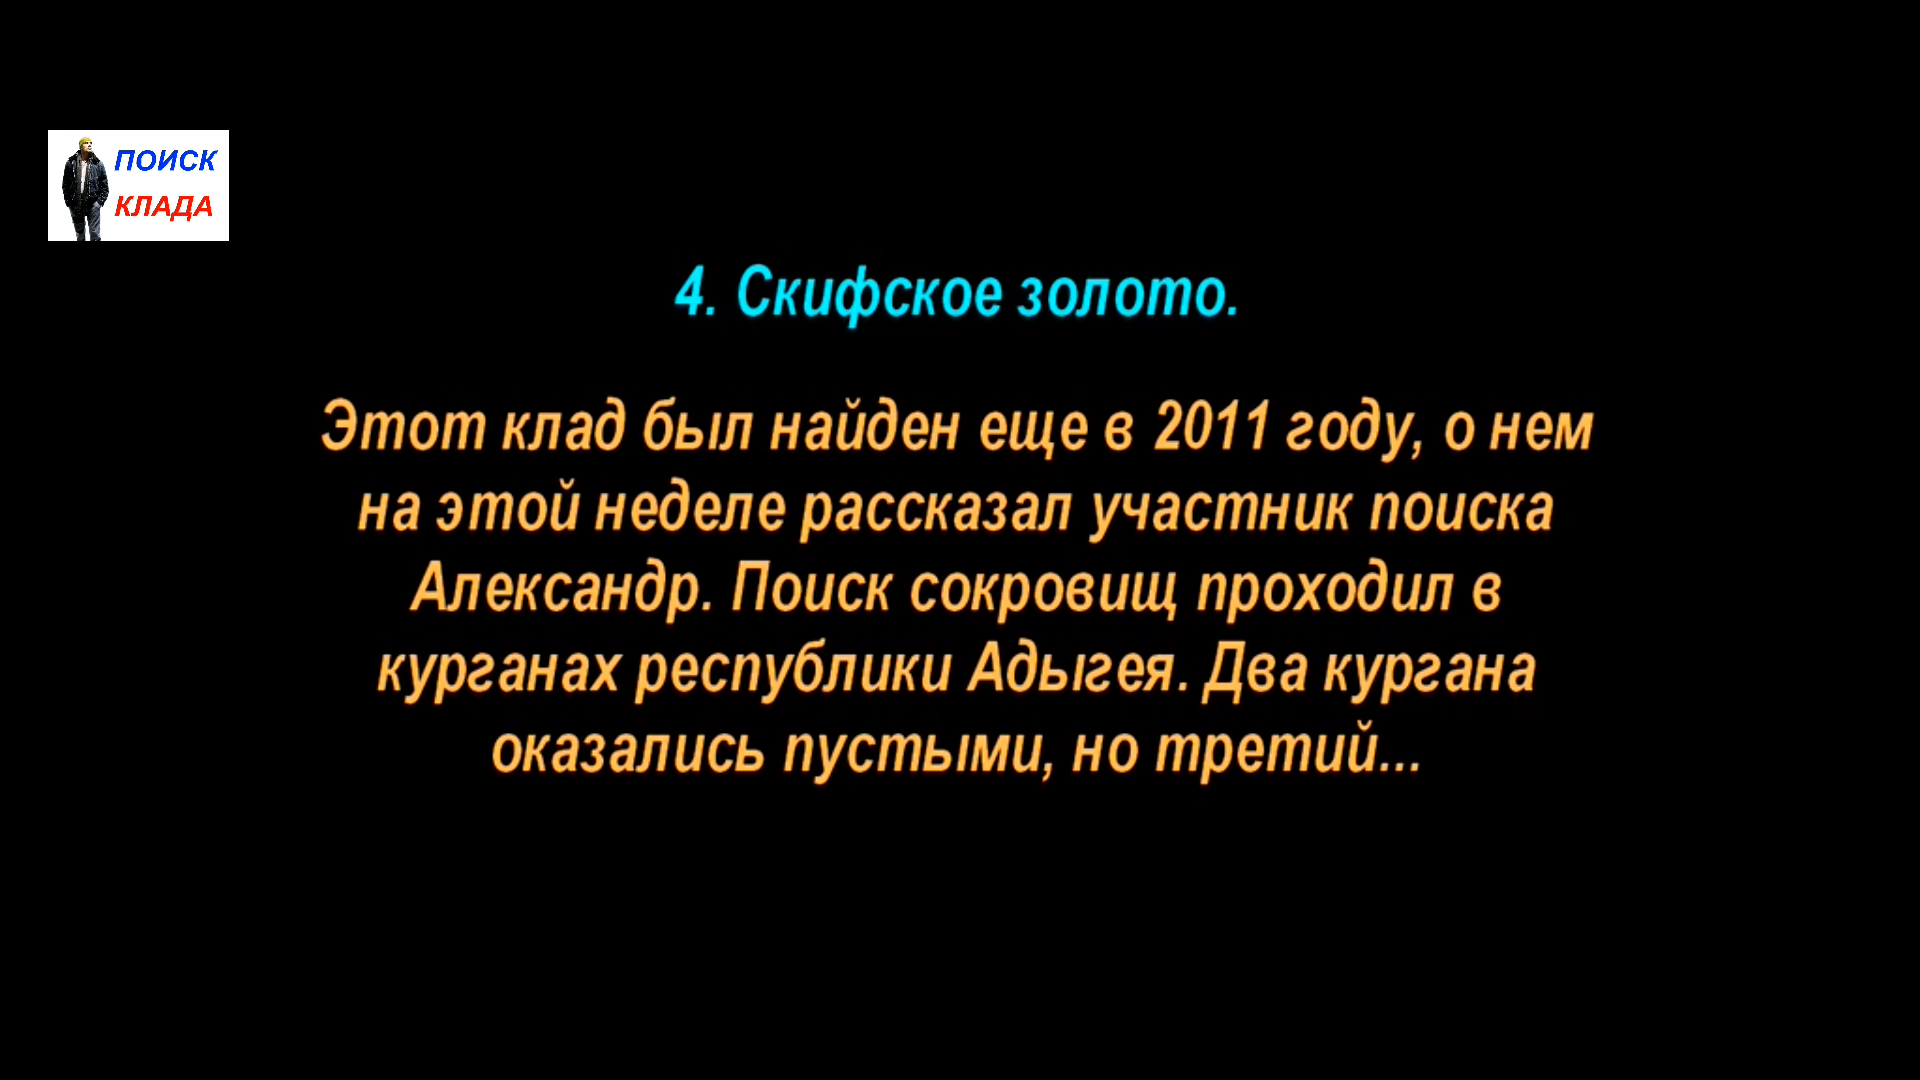 ПОИСК
КЛАДА
4. Скифское золото.
Этот клад был найден еще в 2011 году, о нем
на этой неделе рассказал участник поиска
Александр. Поиск сокровищ проходил в
курганах республики Адыгея. Два кургана
оказались пустыми, но третий...